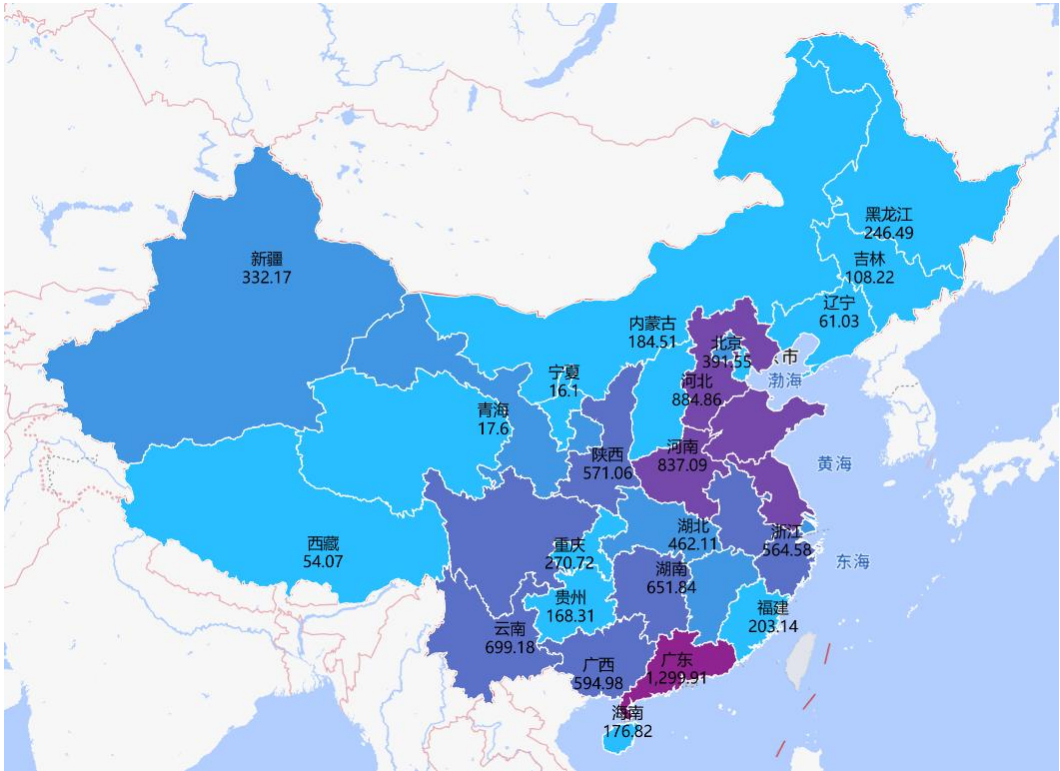 黑龙江
246.49
吉林
108.22
新疆
332.17
辽宁
61.03
内蒙古
184.51
北京
391.55
市
渤海
宁夏
16.1
河北
884.86
青海
17.6
河南
837.09
陕西
571.06
黄海
湖北
462.11
浙江
564.58
西藏
54.07
重庆
270.72
东海
湖南
651.84
贵州
168.31
福建
203.14
云南
699.18
广西
594.98
广东
1,299.91
海南
176.82